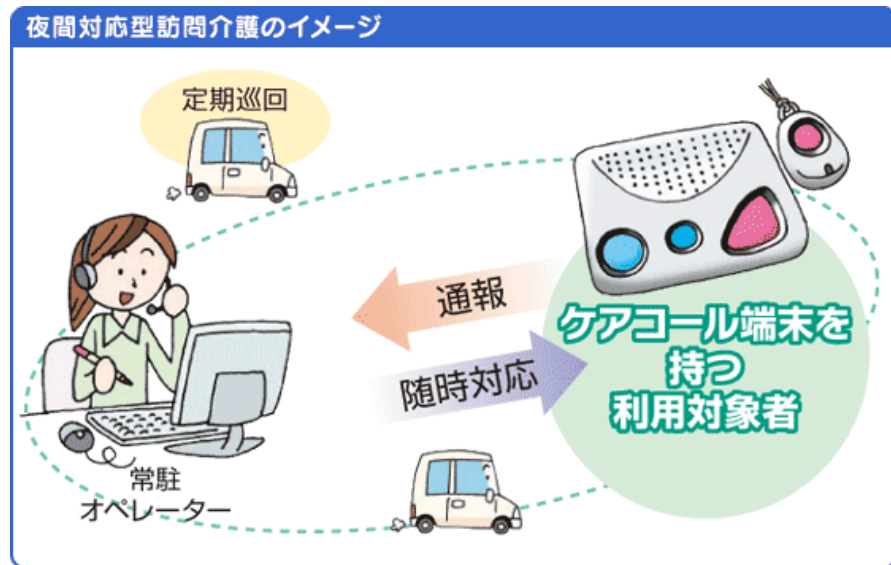 夜間対応型訪問介護のイメージ
定期巡回
通報
ケアコール端末を
持つ
利用対象者
随時対応
常駐
オペレーター